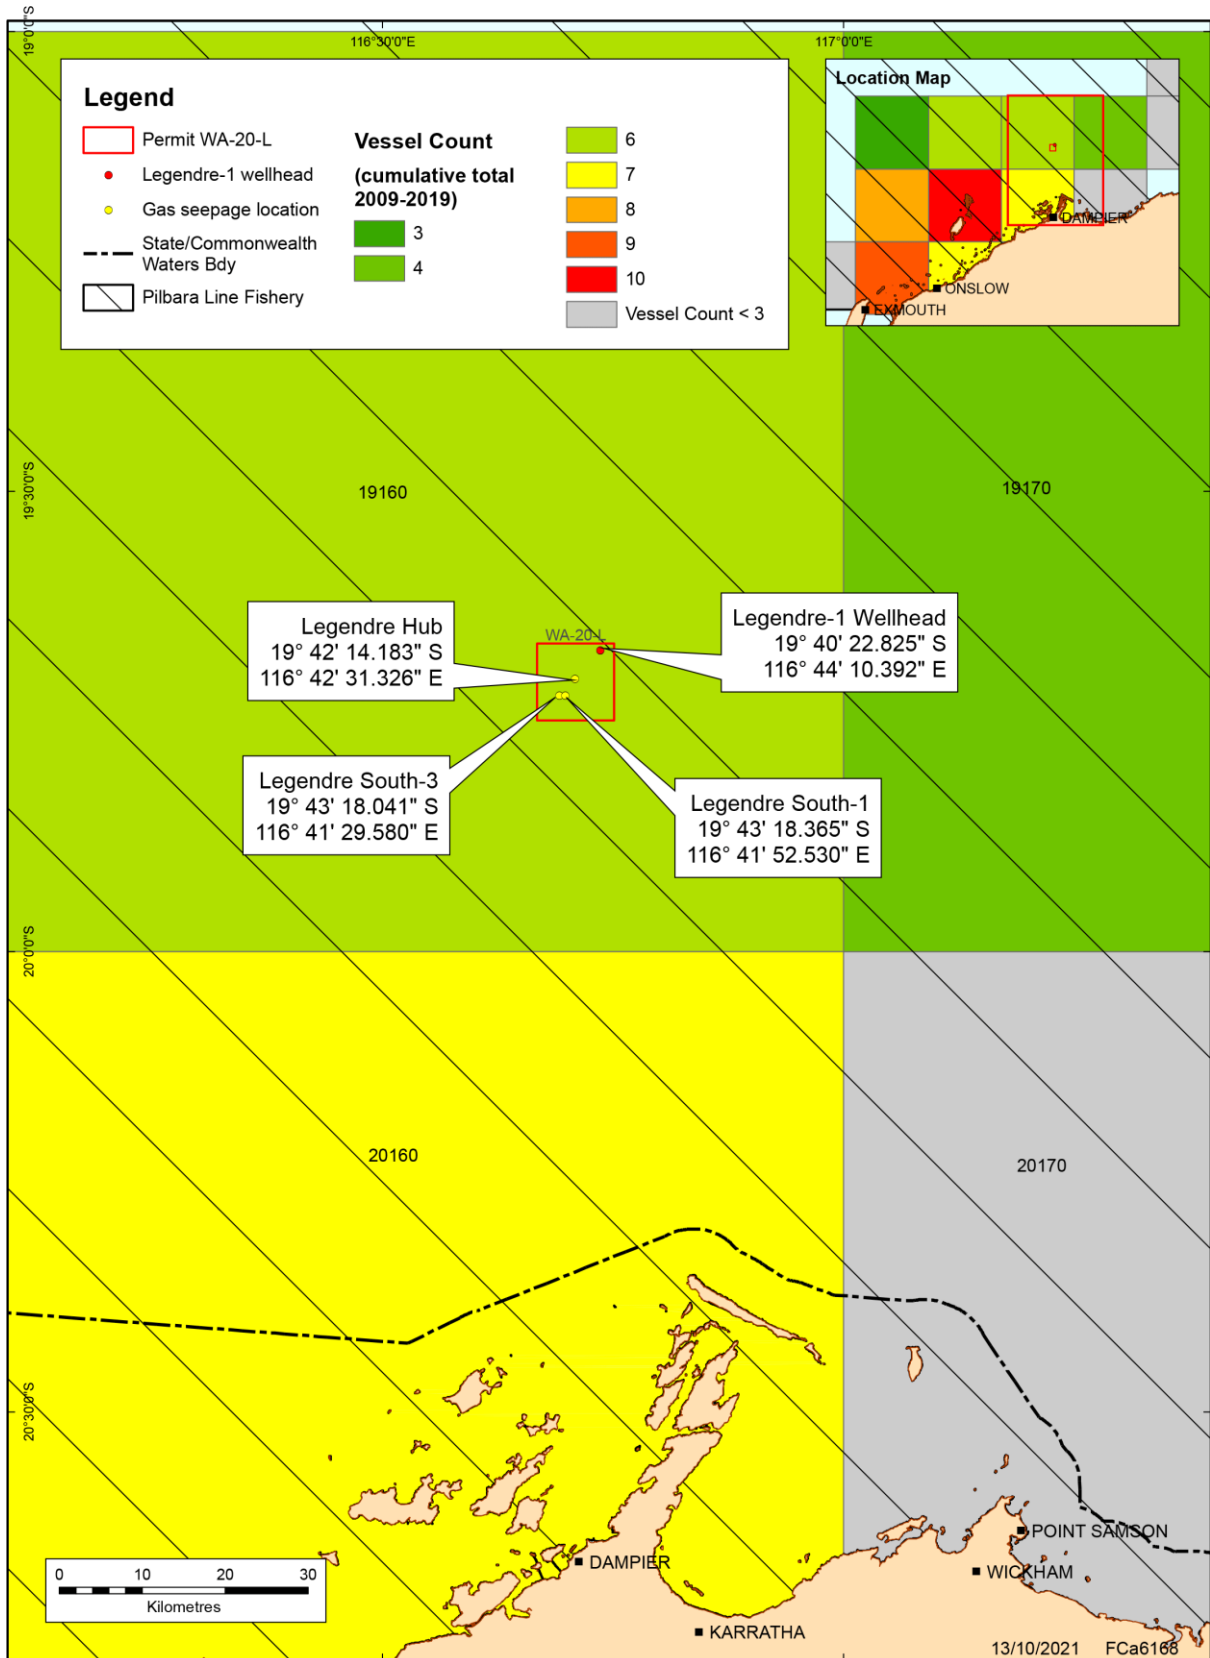 116°30'0"E
117°0'0"E
19°0'0"S
Legend
Permit WA-20-L
Legendre-1 wellhead
Gas seepage location
State/Commonwealth
Waters Bdy
Pilbara Line Fishery
Vessel Count
(cumulative total
2009-2019)
3
4
6
7
8
9
10
Vessel Count < 3
Location Map
DAMPIER
ONSLOW
EXMOUTH
19°30'0"S
19160
19170
Legendre Hub
19° 42' 14.183" S
116° 42' 31.326" E
WA-20-L
Legendre-1 Wellhead
19° 40' 22.825" S
116° 44' 10.392" E
Legendre South-3
19° 43' 18.041" S
116° 41' 29.580" E
Legendre South-1
19° 43' 18.365" S
116° 41' 52.530" E
20°0'0"S
20160
20170
20°30'0"S
POINT SAMSON
DAMPIER
WICKHAM
KARRATHA
0 10 20 30
Kilometres
13/10/2021 FCa6168